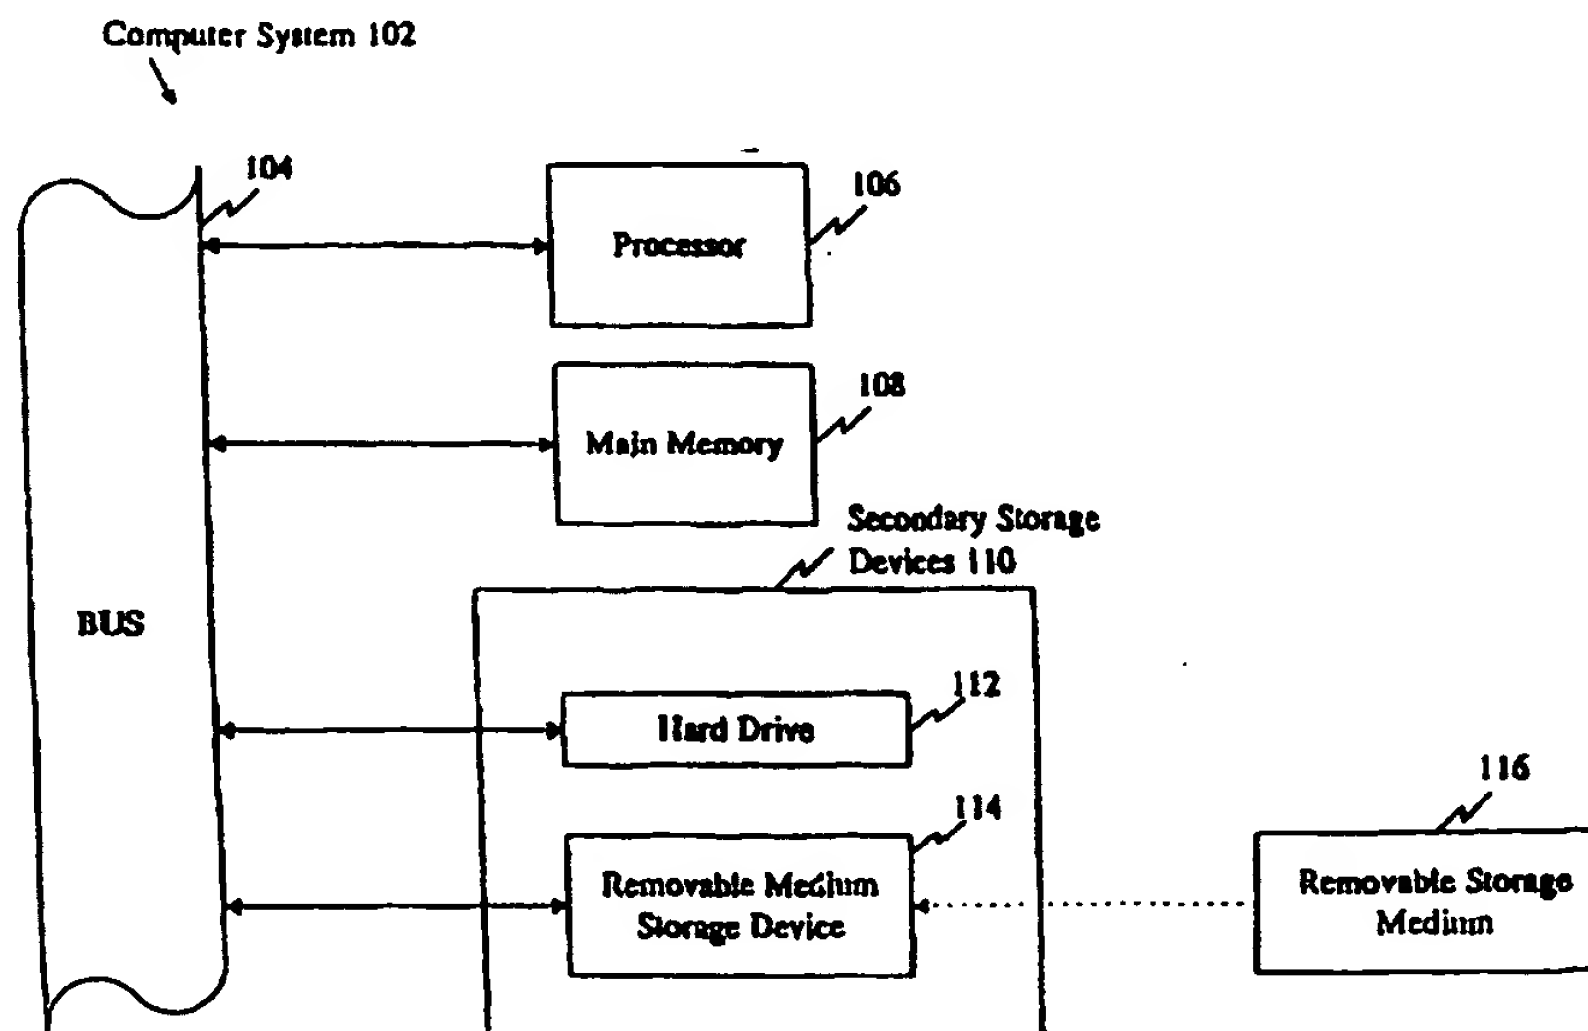 Computer System 102
104
106
Processor
108
Main Memory
Secondary Storage
Devices 110
BUS
112
Hard Drive
116
114
Removable Medium
Storage Device
Removable Storage
Medium